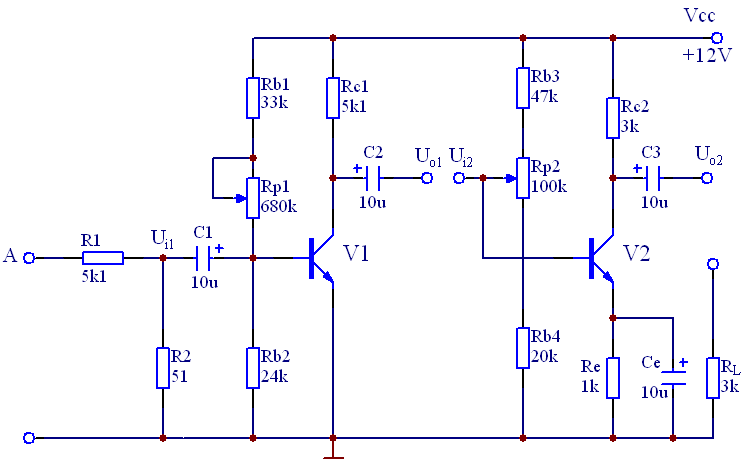 Vcc
+12V
Rb1
33k
Rc1
5k1
Rb3
47k
Rc2
3k
C2
10u
Uo1
Ui2
Rp2
100k
C3
10u
Uo2
Rp1
680k
A
R1
5k1
Ui1
C1
10u
V1
V2
R2
51
Rb2
24k
Rb4
20k
Re
1k
Ce
10u
RL
3k